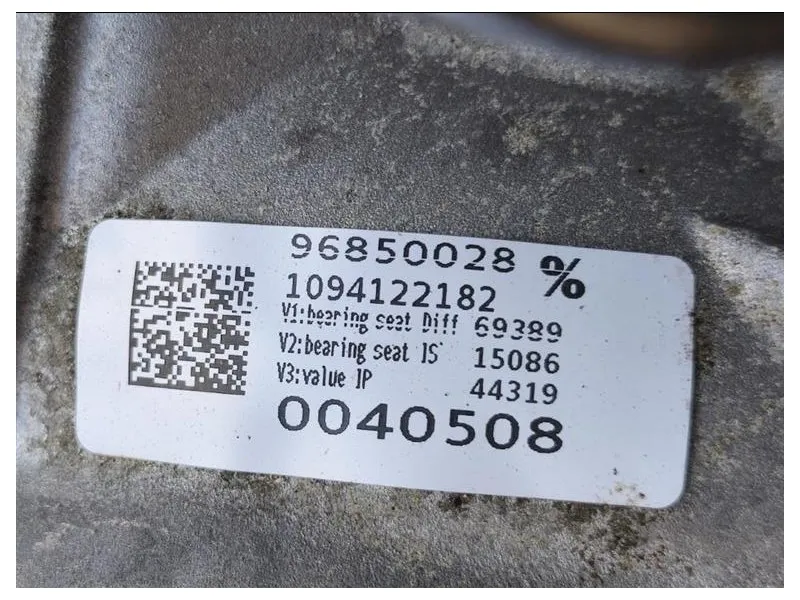 96850028 %
1094122182
V1:bearing seat Diff 69389
V2:bearing seat IS 15086
V3:value IP 44319
0040508